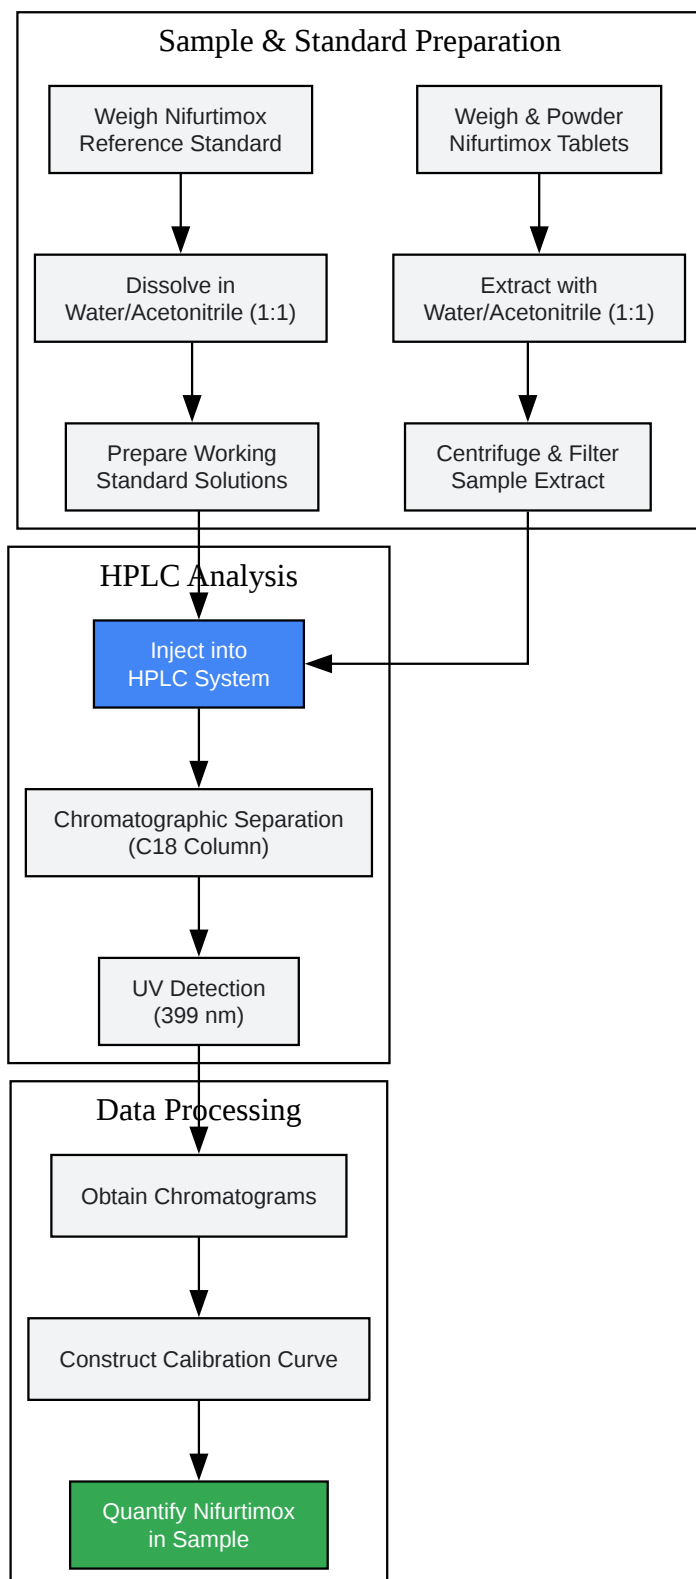 Sample & Standard Preparation
Weigh Nifurtimox
Reference Standard
Weigh & Powder
Nifurtimox Tablets
Dissolve in
Water/Acetonitrile (1:1)
Extract with
Water/Acetonitrile (1:1)
Prepare Working
Standard Solutions
Centrifuge & Filter
Sample Extract
HPLC Analysis
Inject into
HPLC System
Chromatographic Separation
(C18 Column)
UV Detection
(399 nm)
Data Processing
Obtain Chromatograms
Construct Calibration Curve
Quantify Nifurtimox
in Sample